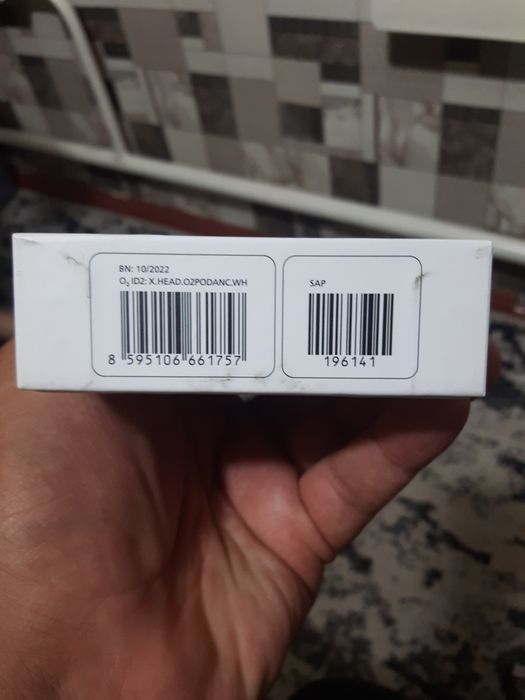 BN: 10/2022
O₂ ID2: X.HEAD.O2PODANC.WH
8 595106 661757
SAP
196141